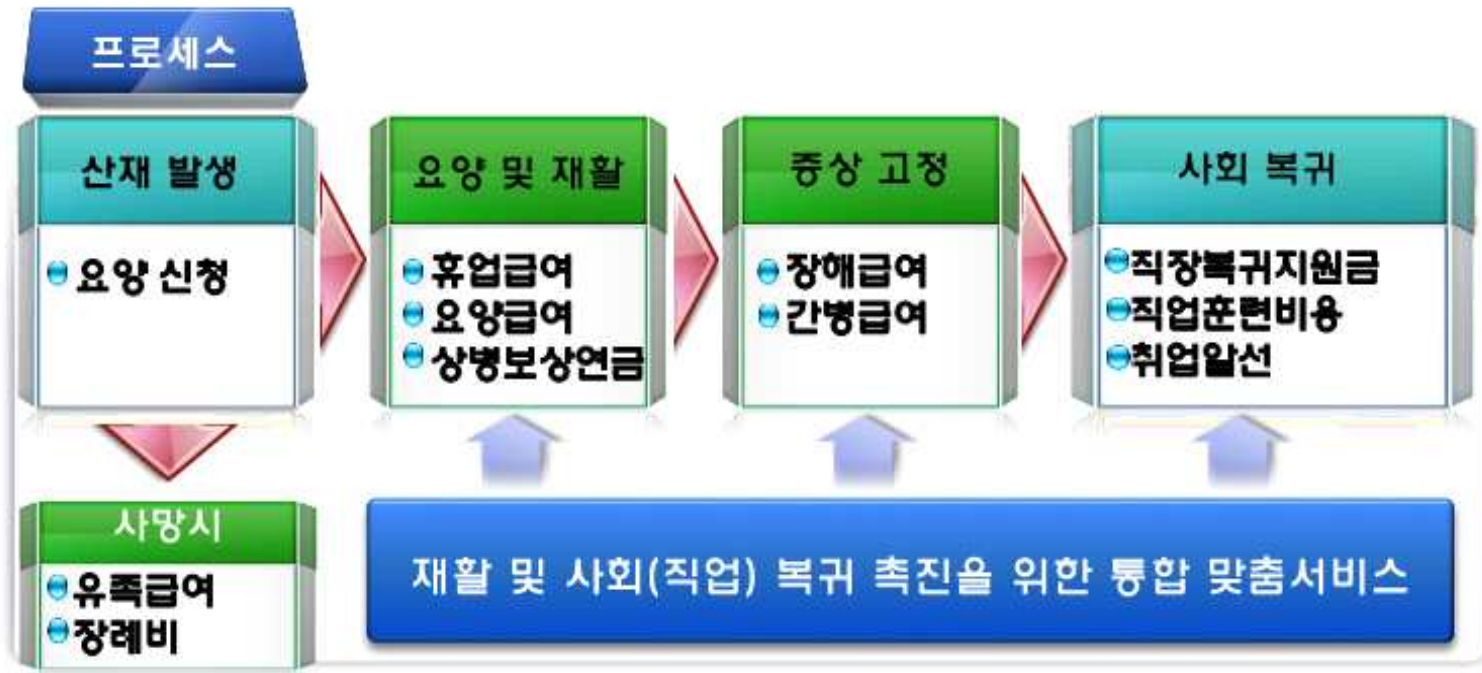 프로세스
산재 발생
요양 신청
요양 및 재활
휴업급여
요양급여
상병보상연금
증상 고정
장해급여
간병급여
사회 복귀
직장복귀지원금
직업훈련비용
취업알선
사망시
유족급여
장례비
재활 및 사회(직업) 복귀 촉진을 위한 통합 맞춤서비스